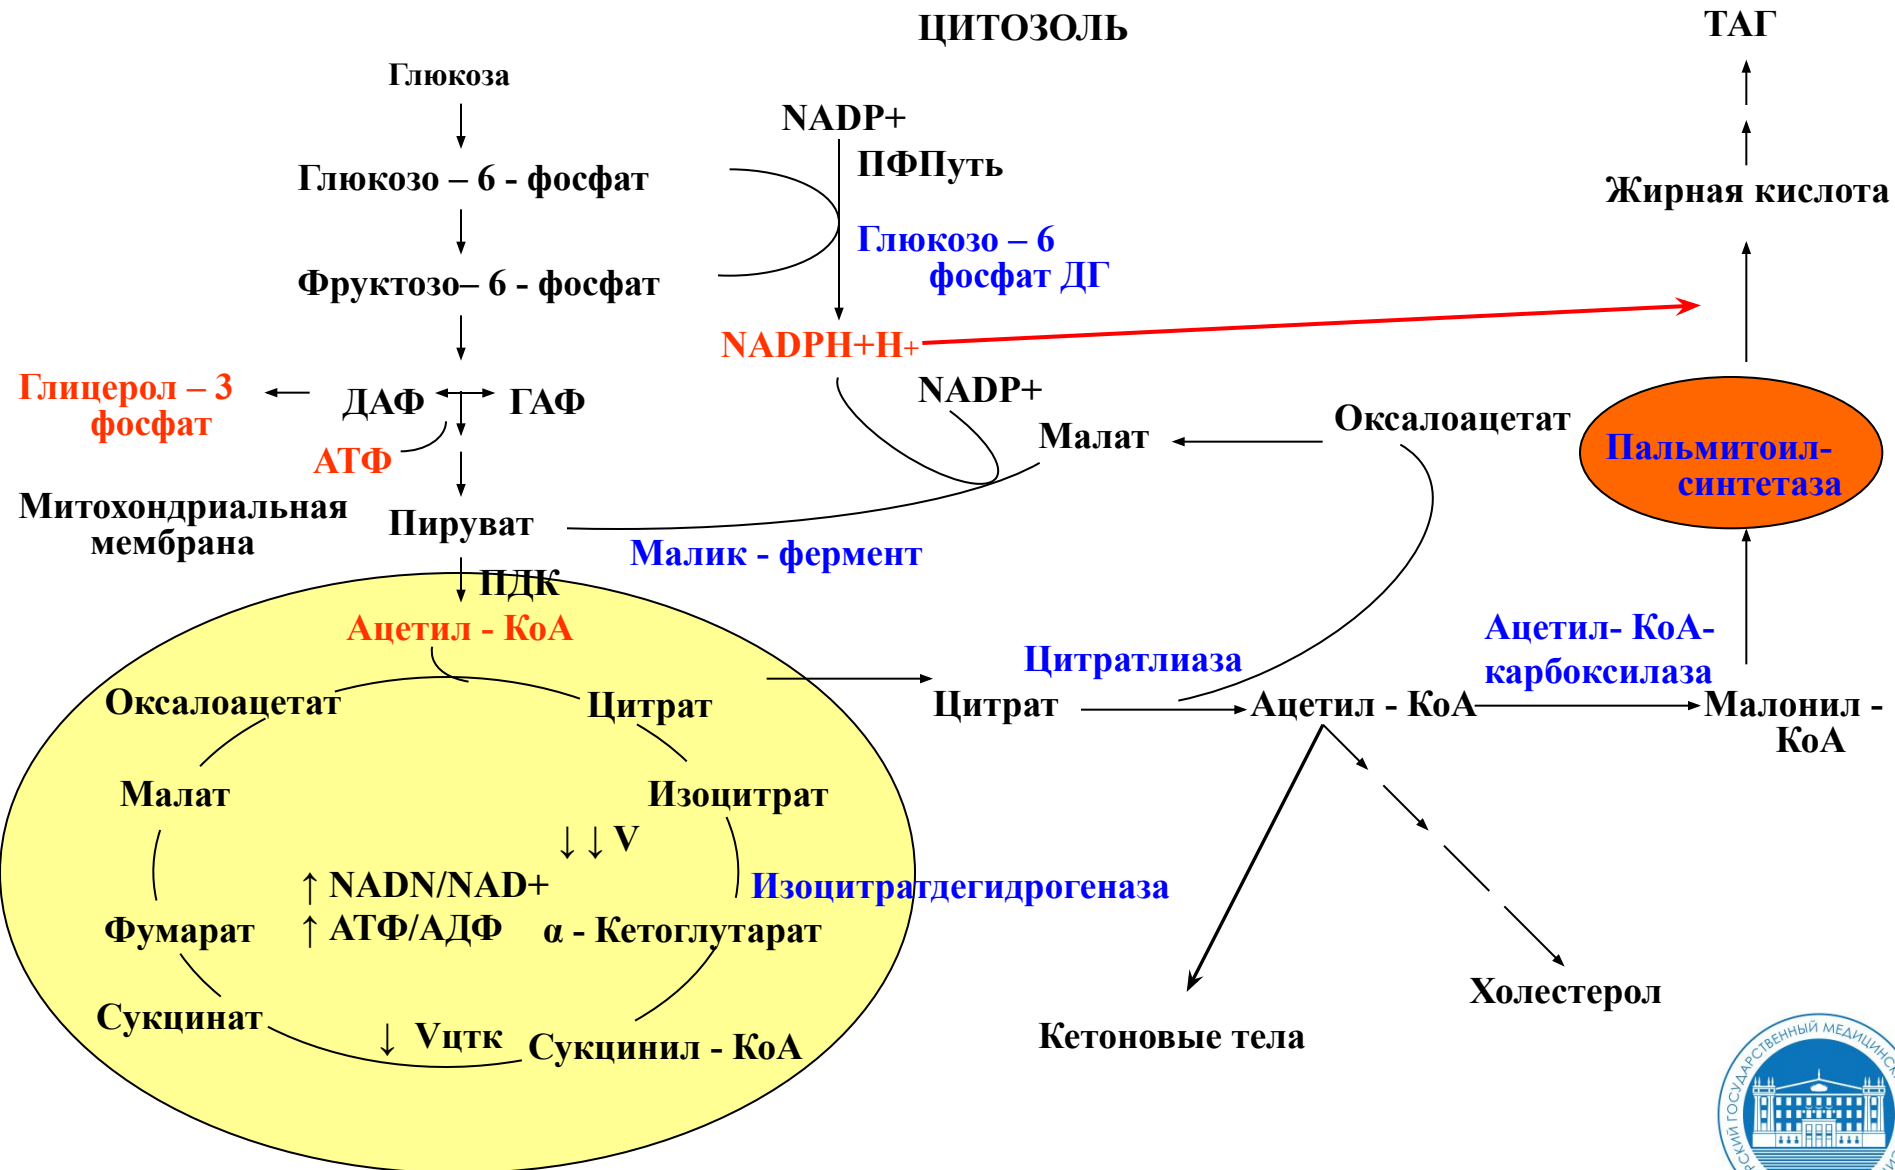 ЦИТОЗОЛЬ
ТАГ
Глюкоза
NADP+
ПФПуть
Глюкозо – 6 - фосфат
Жирная кислота
Глюкозо – 6
фосфат ДГ
Фруктозо– 6 - фосфат
NADPH+H+
Глицерол – 3
фосфат
ДАФ
ГАФ
NADP+
Малат
Оксалоацетат
АТФ
Пальмитоил-
синтетаза
Митохондриальная
мембрана
Пируват
Малик - фермент
ПДК
Ацетил - КоА
Цитратлиаза
Ацетил- КоА-
карбоксилаза
Оксалоацетат
Цитрат
Цитрат
Ацетил - КоА
Малонил -
КоА
Малат
Изоцитрат
↓ ↓ V
↑ NADN/NAD+
Изоцитратдегидрогеназа
Фумарат
↑ АТФ/АДФ
α - Кетоглутарат
Сукцинат
↓ Vцтк
Сукцинил - КоА
Кетоновые тела
Холестерол
ГОСУДАРСТВЕННЫЙ